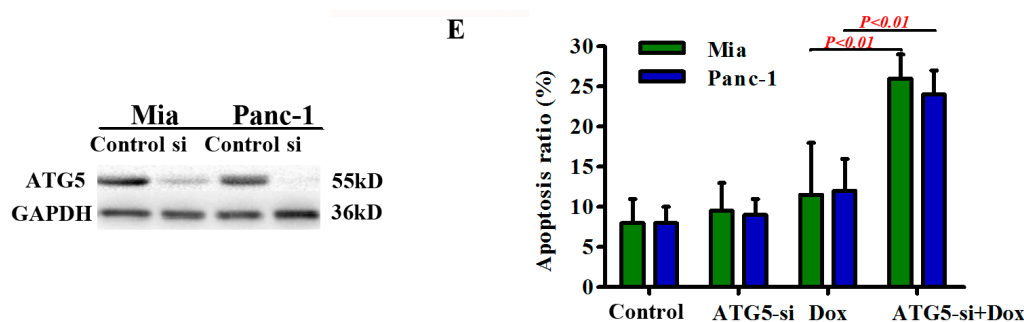 Mia Panc-1
Control si Control si
ATG5 55kD
GAPDH 36kD
E
P<0.01
P<0.01
Mia
Panc-1
Apoptosis ratio (%)
30
25
20
15
10
5
0
Control ATG5-si Dox ATG5-si+Dox